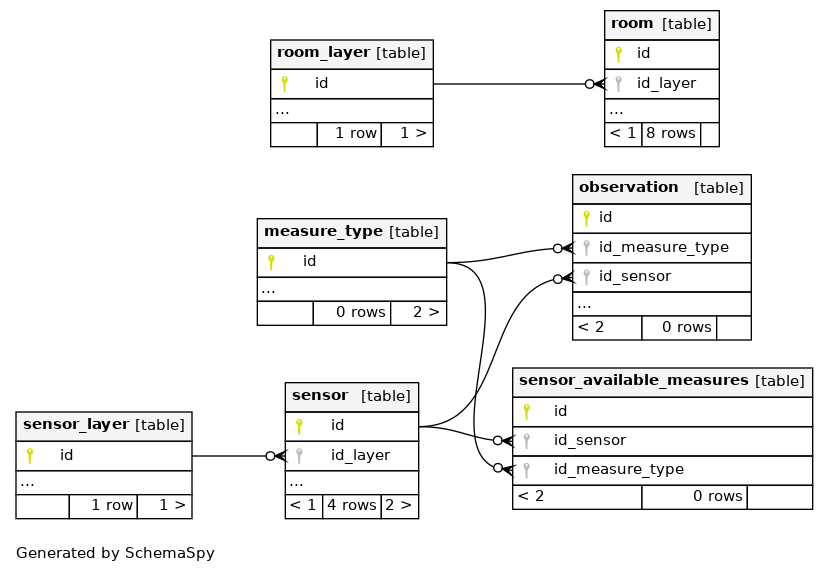 room_layer [table]
id
...
1 row 1 >
room [table]
id
id_layer
...
< 1 8 rows
measure_type [table]
id
...
0 rows 2 >
observation [table]
id
id_measure_type
id_sensor
...
< 2 0 rows
sensor_layer [table]
id
...
1 row 1 >
sensor [table]
id
id_layer
...
< 1 4 rows 2 >
sensor_available_measures [table]
id
id_sensor
id_measure_type
< 2 0 rows
Generated by SchemaSpy